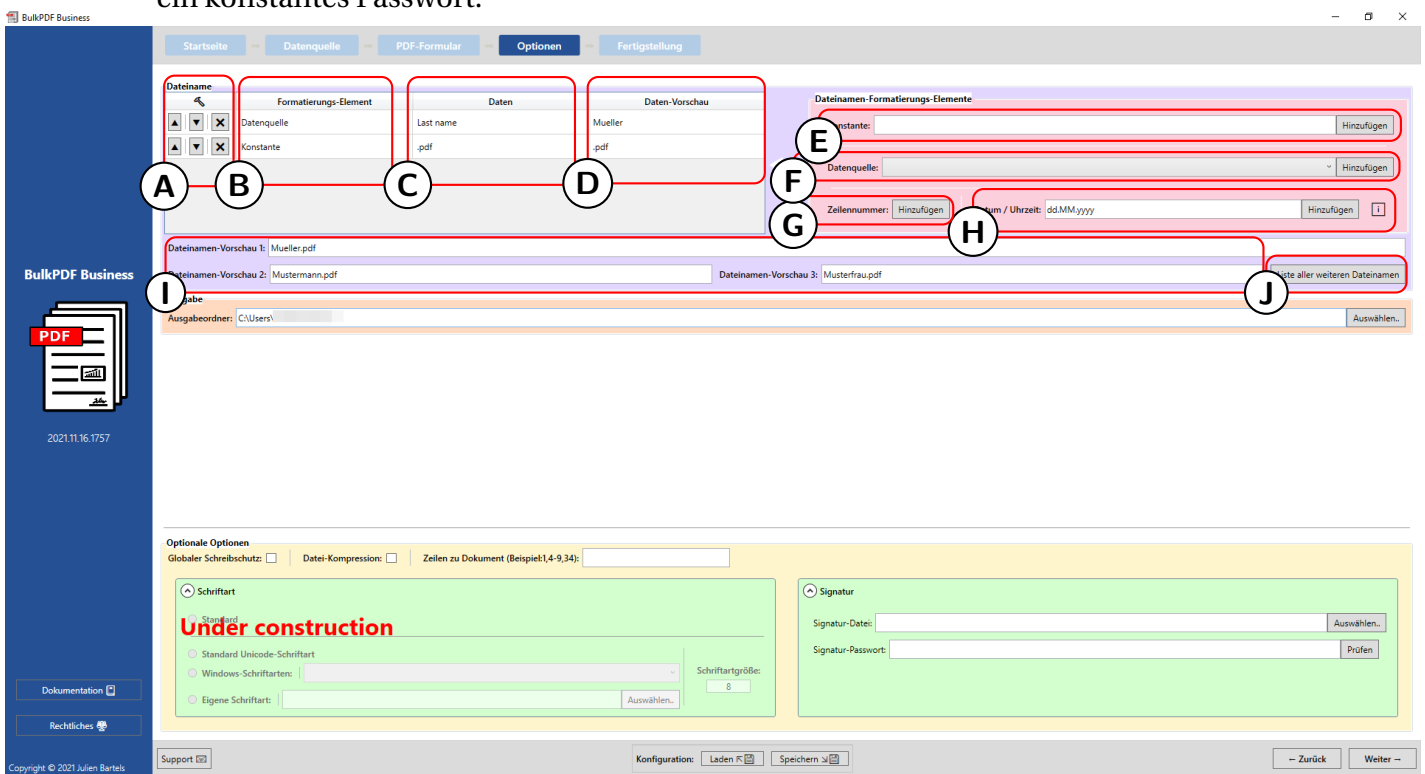 ein konstantes Passwort.
BulkPDF Business
Startseite
Datenquelle
PDF-Formular
Optionen
Fertigstellung
Dateiname
Formatierungs-Element
Daten
Daten-Vorschau
Datenquelle
Last name
Mueller
Konstante
.pdf
.pdf
A
B
C
D
Dateinamen-Formatierungs-Elemente
Hinzufügen
E
Datenquelle:
Hinzufügen
F
Zeilennummer: Hinzufügen
/ Uhrzeit: dd.MM.yyyy
Hinzufügen
i
G
H
Dateinamen-Vorschau 1: Mueller.pdf
Dateinamen-Vorschau 2: Mustermann.pdf
Dateinamen-Vorschau 3: Musterfrau.pdf
Liste aller weiteren Dateinamen
I
J
Ausgabeordner: C:\Users\
Auswählen..
BulkPDF Business
PDF
2021.11.16.1757
Optionale Optionen
Globaler Schreibschutz:
Datei-Kompression:
Zeilen zu Dokument (Beispiel:1,4-9,34):
Schriftart
Standard
Under construction
Standard Unicode-Schriftart
Windows-Schriftarten:
Eigene Schriftart:
Auswählen..
Schriftartgröße:
8
Signatur
Signatur-Datei:
Auswählen..
Signatur-Passwort:
Prüfen
Dokumentation
Rechtliches
Copyright © 2021 Julien Bartels
Support
Konfiguration: Laden Speichern
← Zurück
Weiter →